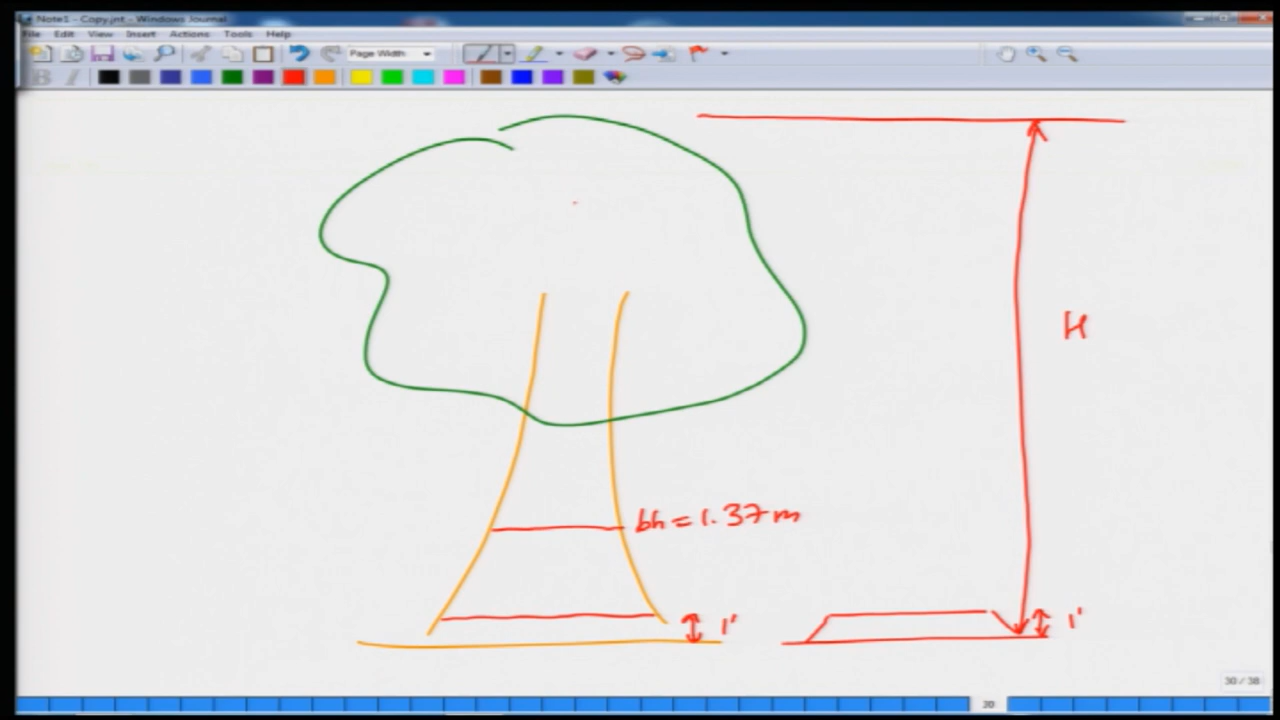 Note1 - Copy.jnt - Windows Journal
File Edit View Insert Actions Tools Help
Page Width
B I
H
bh = 1.37 m
1'
1'
30 / 38
30